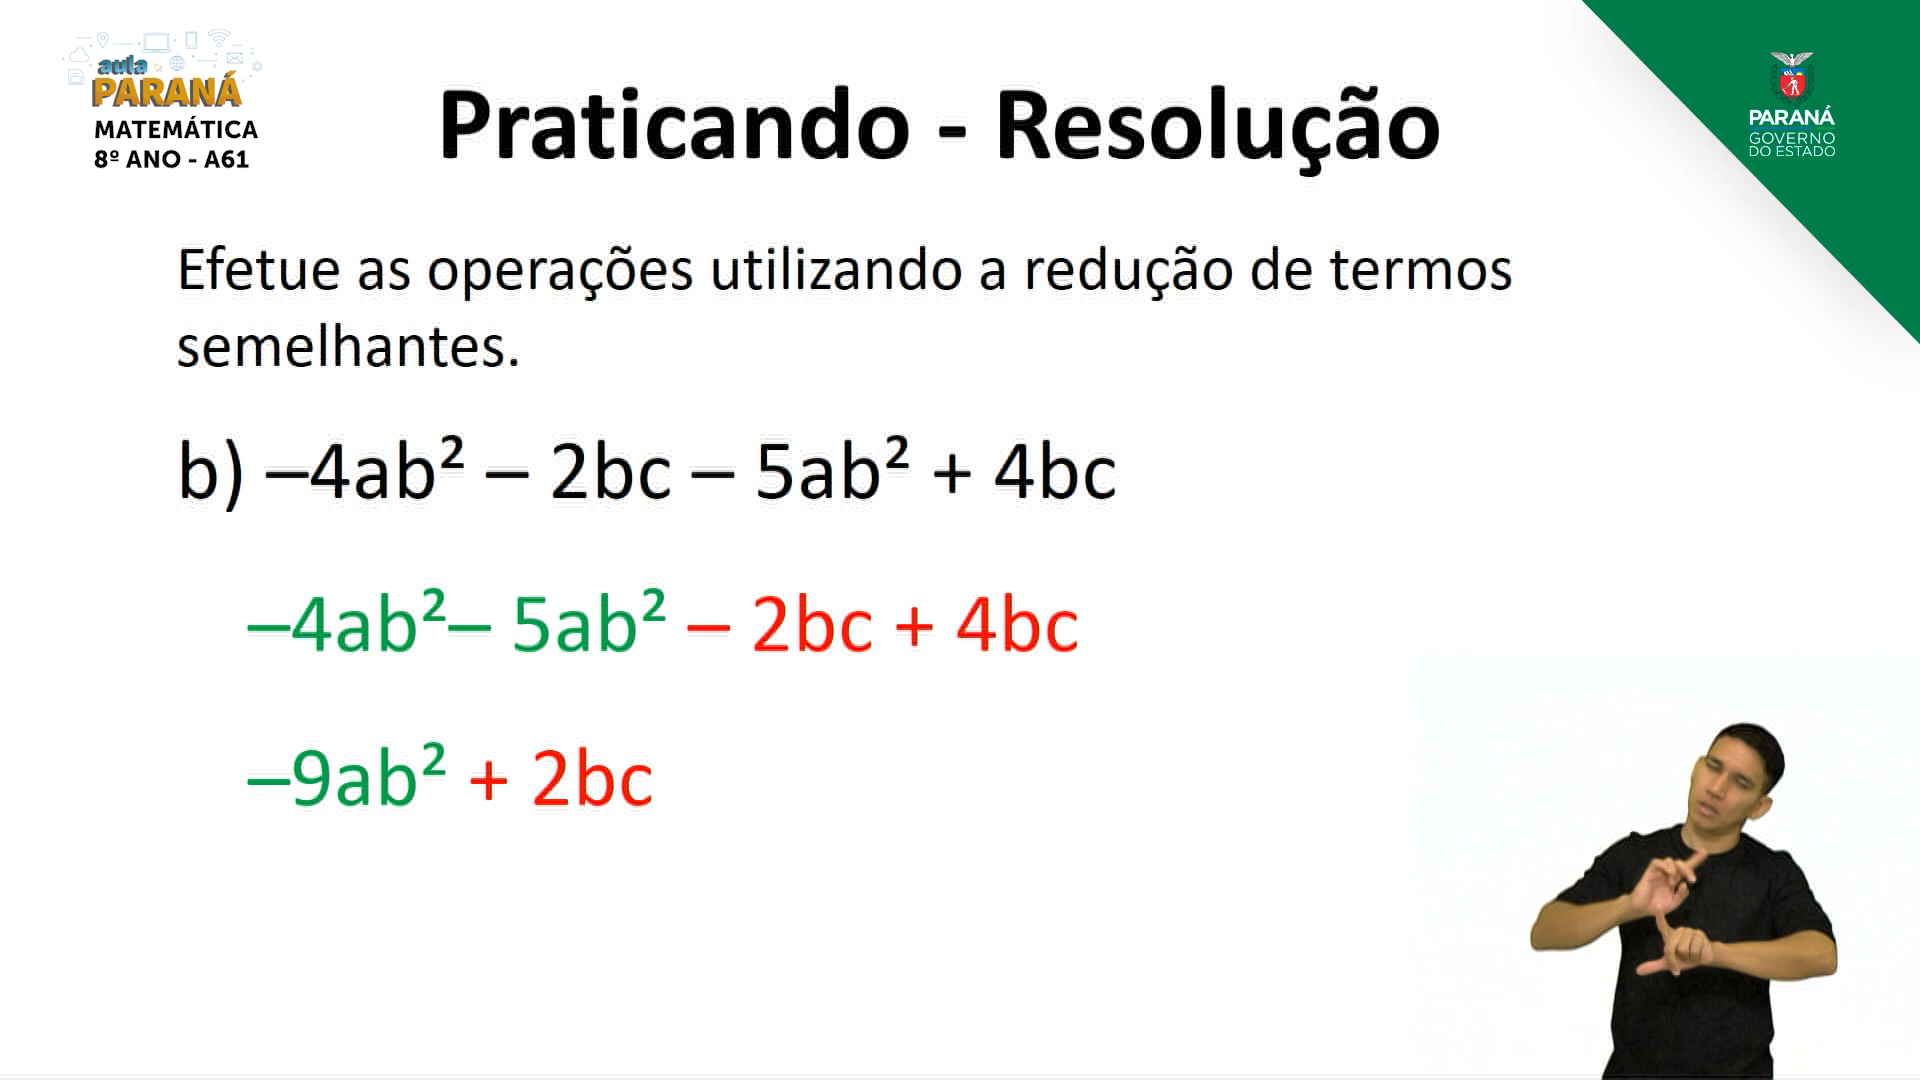 aula
PARANÁ
MATEMÁTICA
8º ANO - A61
Praticando - Resolução
PARANÁ
GOVERNO
DO ESTADO
Efetue as operações utilizando a redução de termos
semelhantes.
b) –4ab² – 2bc – 5ab² + 4bc
–4ab²– 5ab² – 2bc + 4bc
–9ab² + 2bc